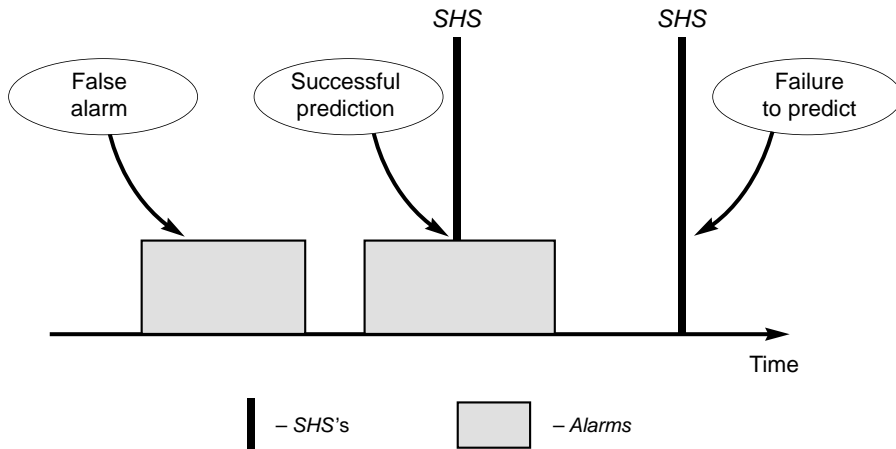 SHS
SHS
False
alarm
Successful
prediction
Failure
to predict
Time
– SHS's
– Alarms